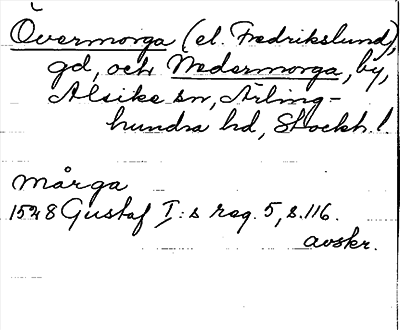 Övermorga (el. Fredrikslund),
gd, och Nedermorga, by,
Alsike sn, Ärling-
hundra hd, Stockh. l.
mårga
1528 Gustaf I:s reg. 5, s. 116.
avskr.